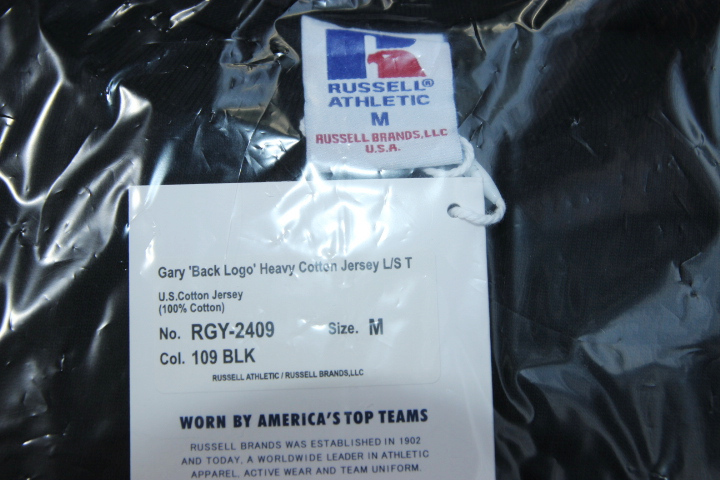 RUSSELL®
ATHLETIC
M
RUSSELL BRANDS, LLC
U.S.A.
Gary 'Back Logo' Heavy Cotton Jersey L/S T
U.S.Cotton Jersey
(100% Cotton)
No. RGY-2409 Size. M
Col. 109 BLK
RUSSELL ATHLETIC / RUSSELL BRANDS,LLC
WORN BY AMERICA'S TOP TEAMS
RUSSELL BRANDS WAS ESTABLISHED IN 1902
AND TODAY, A WORLDWIDE LEADER IN ATHLETIC
APPAREL, ACTIVE WEAR AND TEAM UNIFORM.